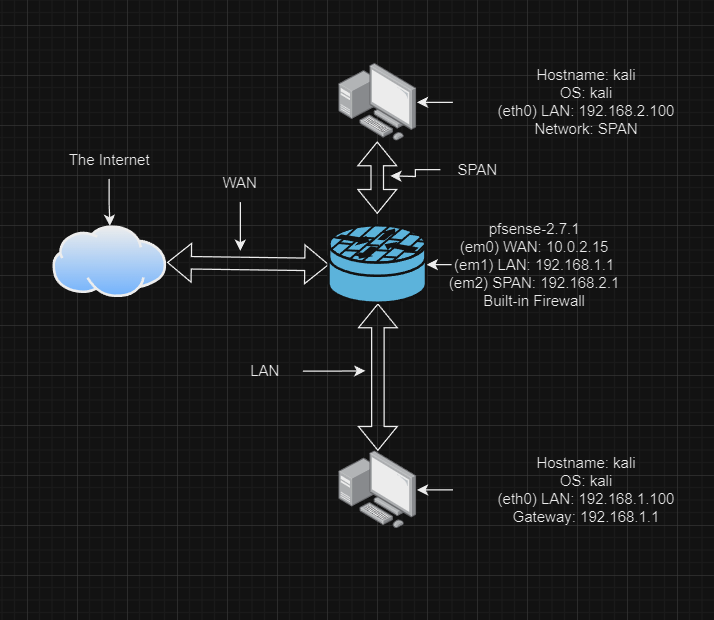 Hostname: kali
OS: kali
(eth0) LAN: 192.168.2.100
Network: SPAN
The Internet
WAN
SPAN
pfsense-2.7.1
(em0) WAN: 10.0.2.15
(em1) LAN: 192.168.1.1
(em2) SPAN: 192.168.2.1
Built-in Firewall
LAN
Hostname: kali
OS: kali
(eth0) LAN: 192.168.1.100
Gateway: 192.168.1.1